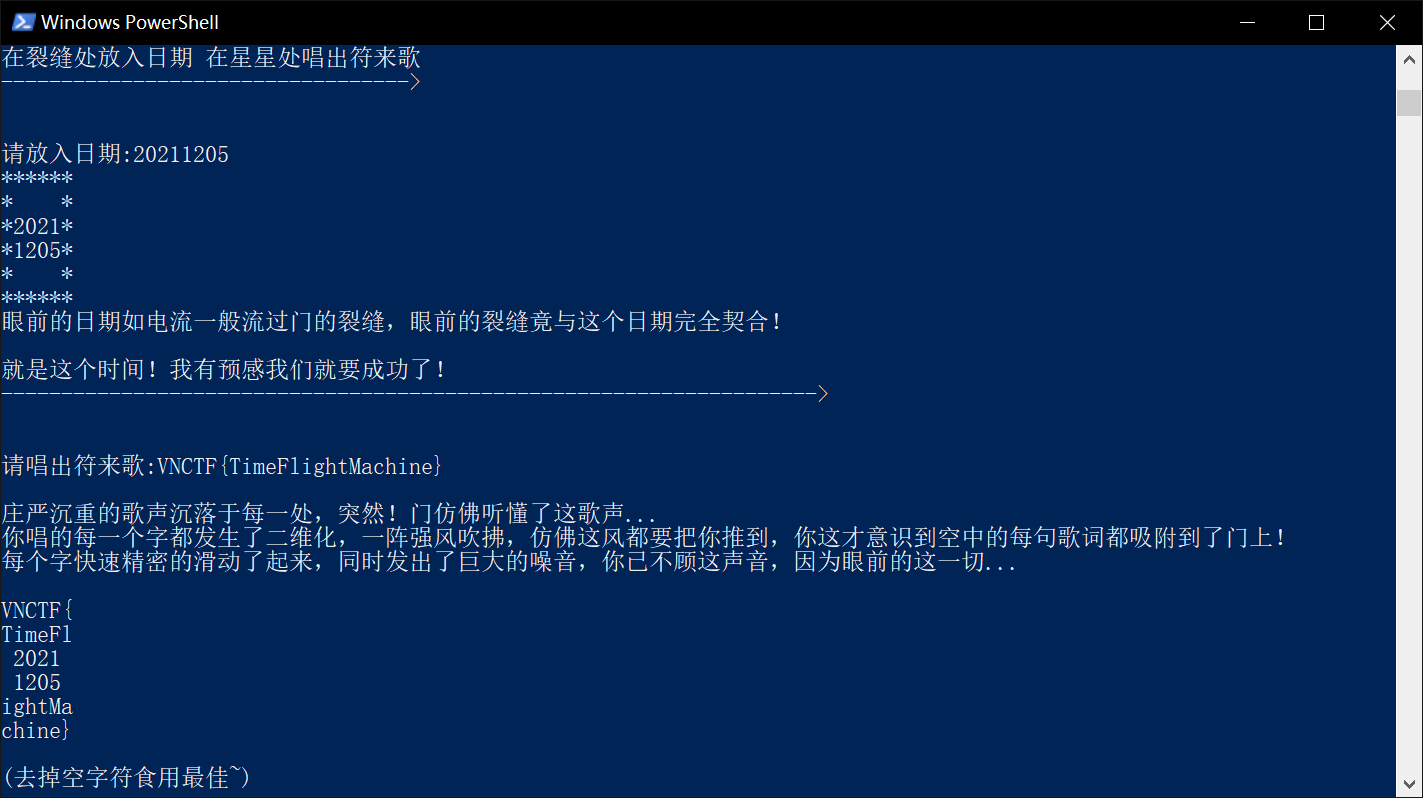 Windows PowerShell
在裂缝处放入日期 在星星处唱出符来歌
---------------------------------->
请放入日期:20211205
******
*    *
*2021*
*1205*
*    *
******
眼前的日期如电流一般流过门的裂缝，眼前的裂缝竟与这个日期完全契合！
就是这个时间！我有预感我们就要成功了！
-------------------------------------------------------------------->
请唱出符来歌:VNCTF{TimeFlightMachine}
庄严沉重的歌声沉落于每一处，突然！门仿佛听懂了这歌声...
你唱的每一个字都发生了二维化，一阵强风吹拂，仿佛这风都要把你推到，你这才意识到空中的每句歌词都吸附到了门上！
每个字快速精密的滑动了起来，同时发出了巨大的噪音，你已不顾这声音，因为眼前的这一切...
VNCTF{
TimeFl
 2021
 1205
ightMa
chine}
(去掉空字符食用最佳~)